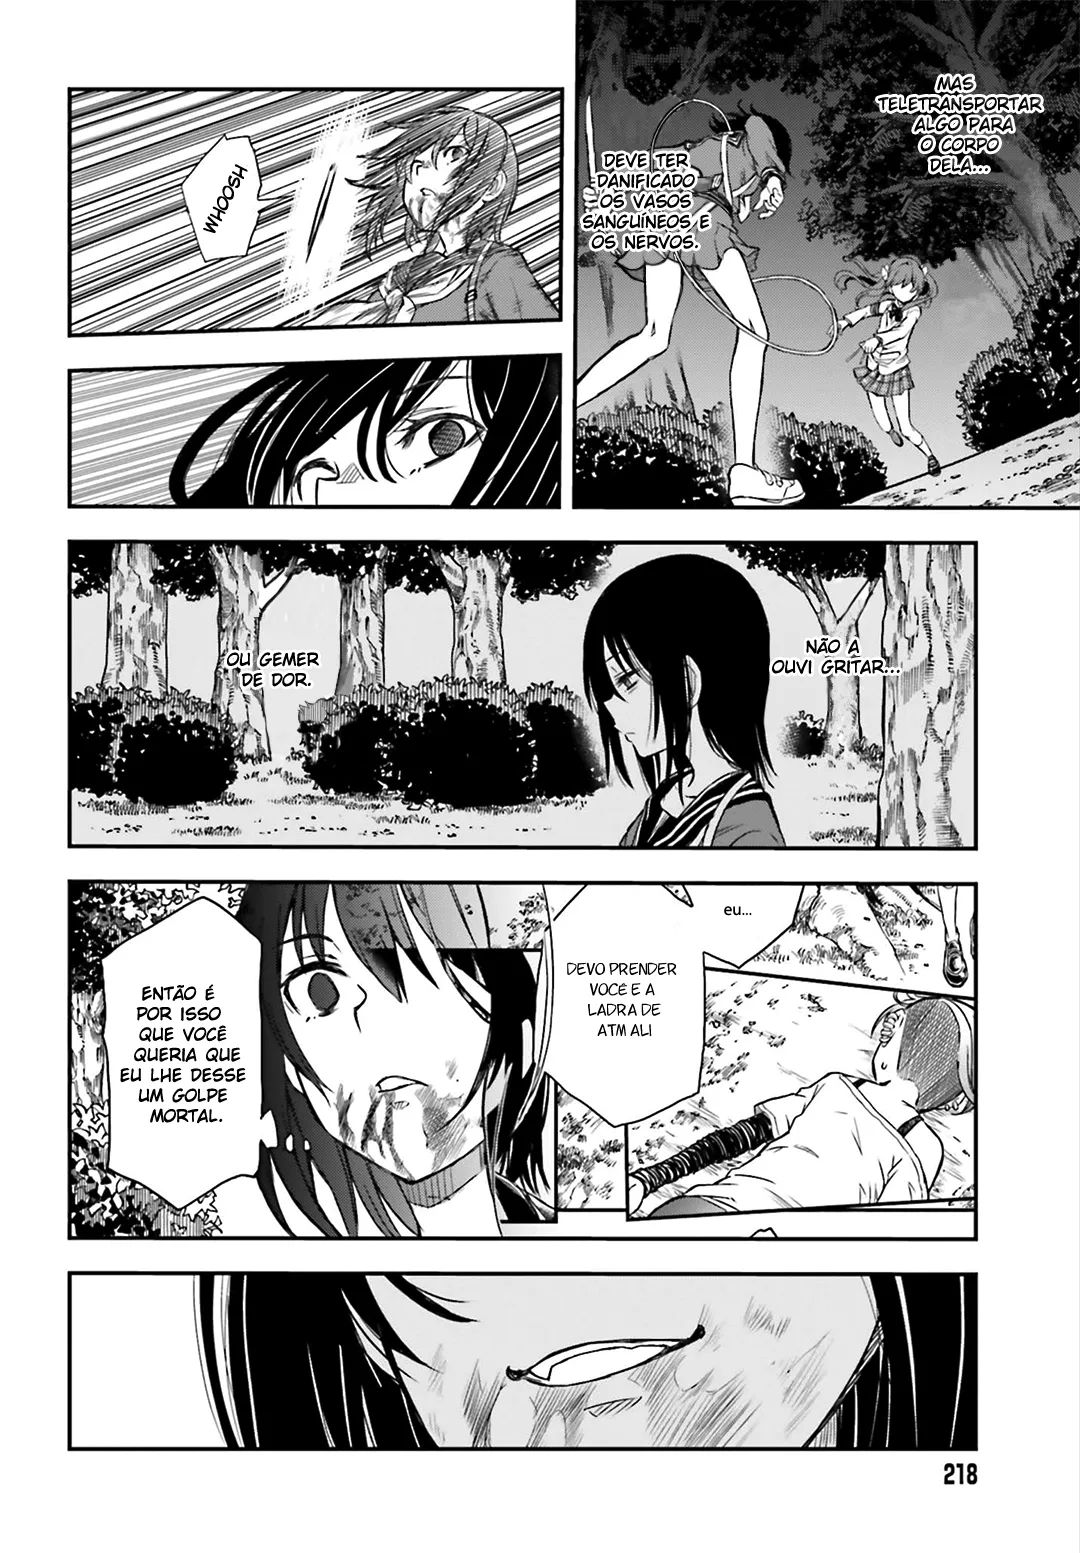 MAS
TELETRANSPORTAR
ALGO PARA
O CORPO
DELA...
DEVE TER
DANIFICADO
OS VASOS
SANGUÍNEOS E
OS NERVOS.
WHOOSH
NÃO A
OUVI GRITAR...
OU GEMER
DE DOR.
eu...
DEVO PRENDER
VOCÊ E A
LADRA DE
ATM ALI
ENTÃO É
POR ISSO
QUE VOCÊ
QUERIA QUE
EU LHE DESSE
UM GOLPE
MORTAL.
218